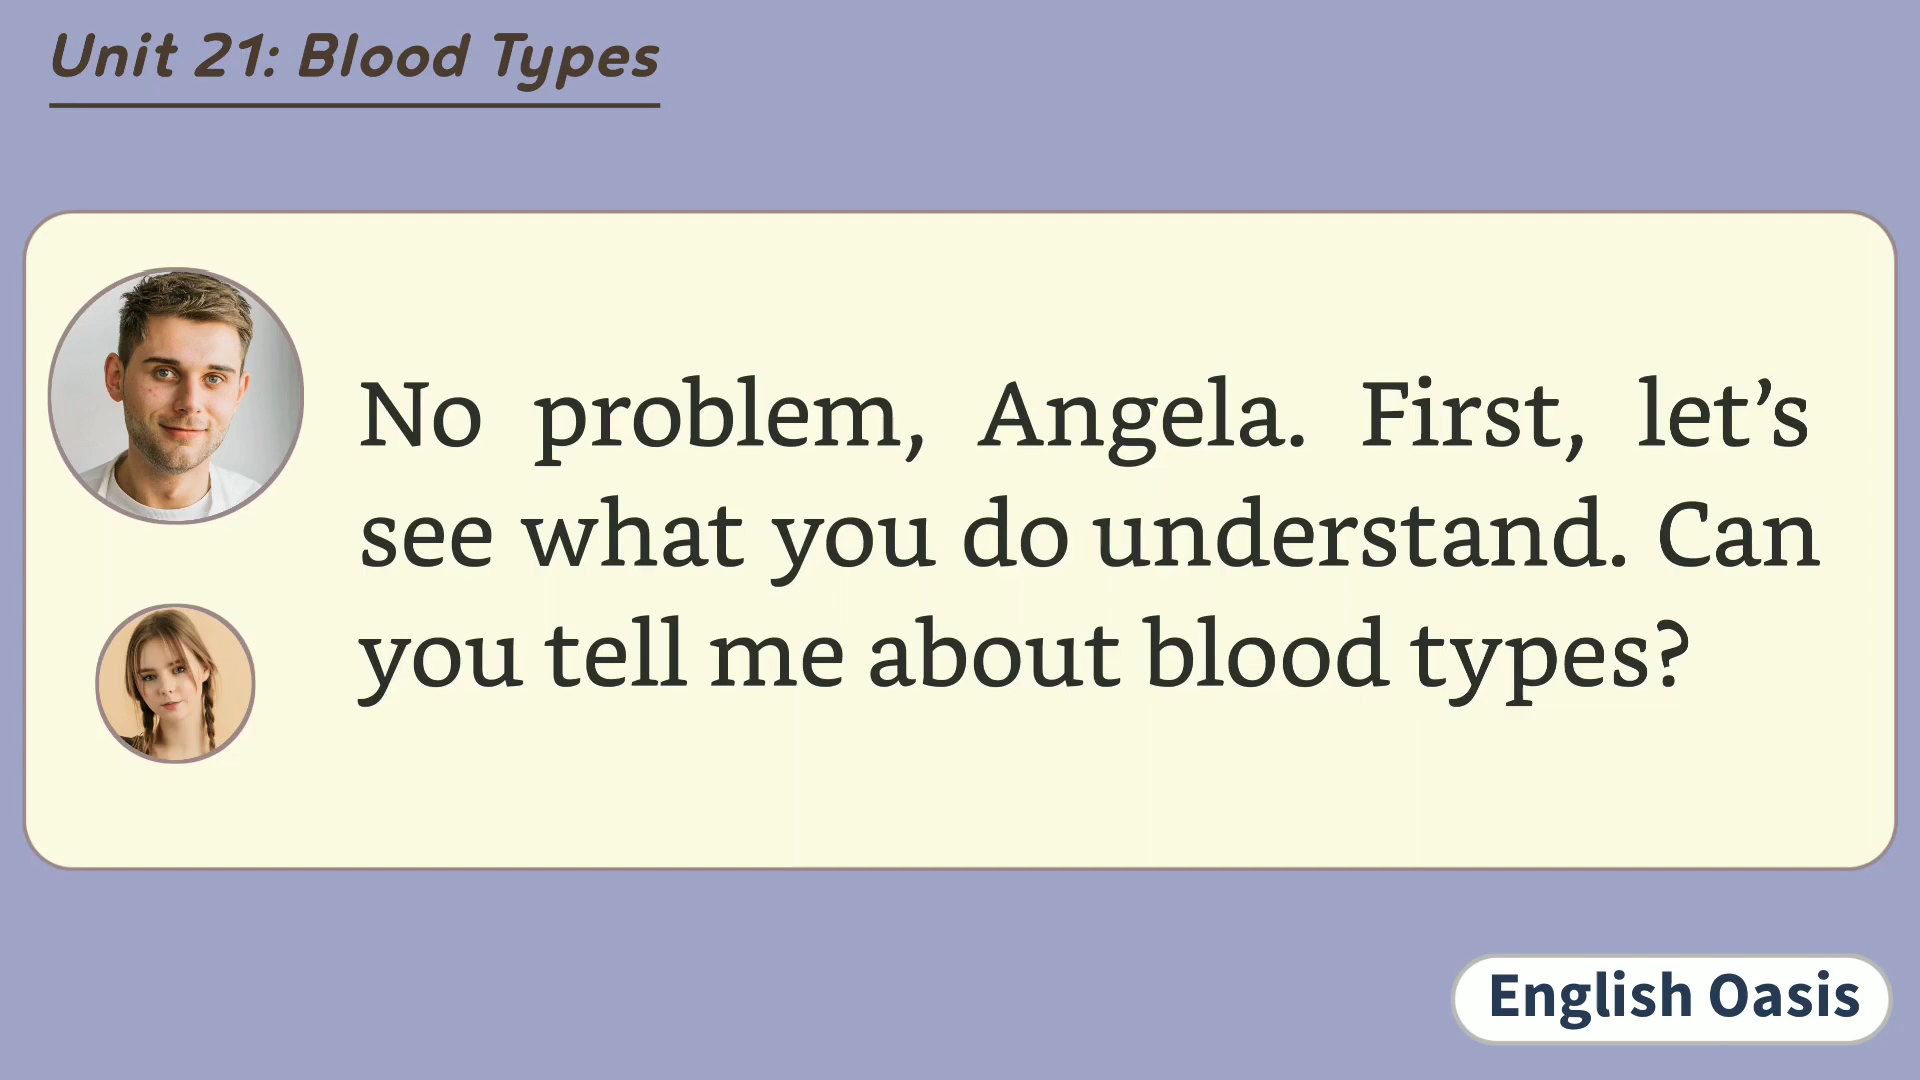 Unit 21: Blood Types
No problem, Angela. First, let’s
see what you do understand. Can
you tell me about blood types?
English Oasis